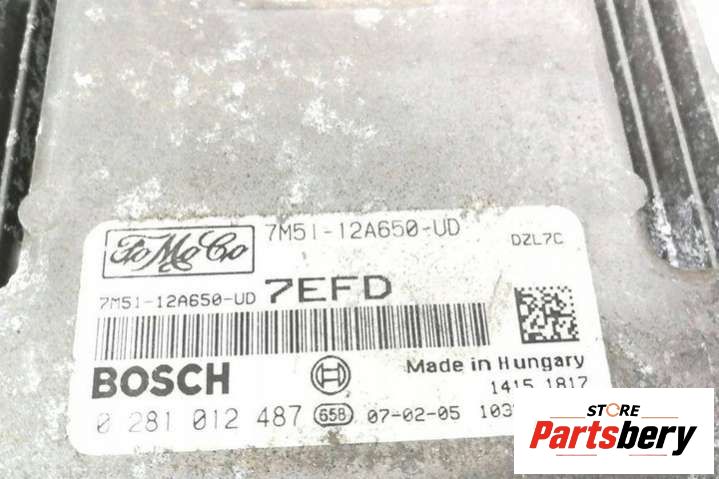 FoMoCo 7M51-12A650-UD
DZL7C
7M51-12A650-UD 7EFD
BOSCH Made in Hungary
1415 1817
0 281 012 487 658 07-02-05
STORE
Partsbery